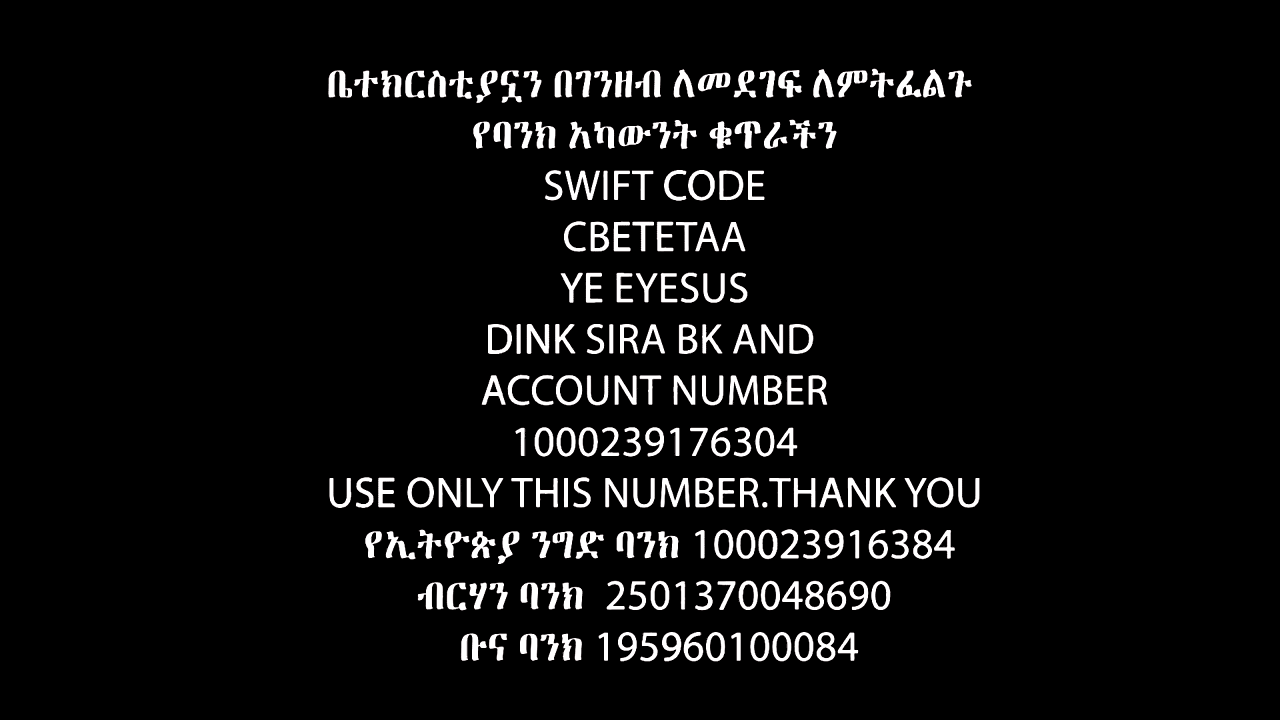 ቤተክርስቲያኗን በገንዘብ ለመደገፍ ለምትፈልጉ
የባንክ አካውንት ቁጥራችን
SWIFT CODE
CBETETAA
YE EYESUS
DINK SIRA BK AND
ACCOUNT NUMBER
1000239176304
USE ONLY THIS NUMBER.THANK YOU
የኢትዮጵያ ንግድ ባንክ 100023916384
ብርሃን ባንክ 2501370048690
ቡና ባንክ 195960100084